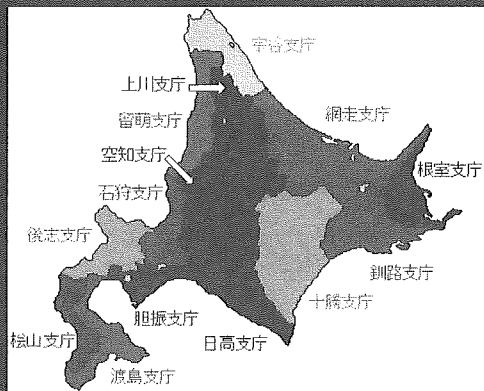 宗谷支庁
上川支庁
留萌支庁
網走支庁
空知支庁
根室支庁
石狩支庁
後志支庁
釧路支庁
十勝支庁
胆振支庁
日高支庁
桧山支庁
渡島支庁